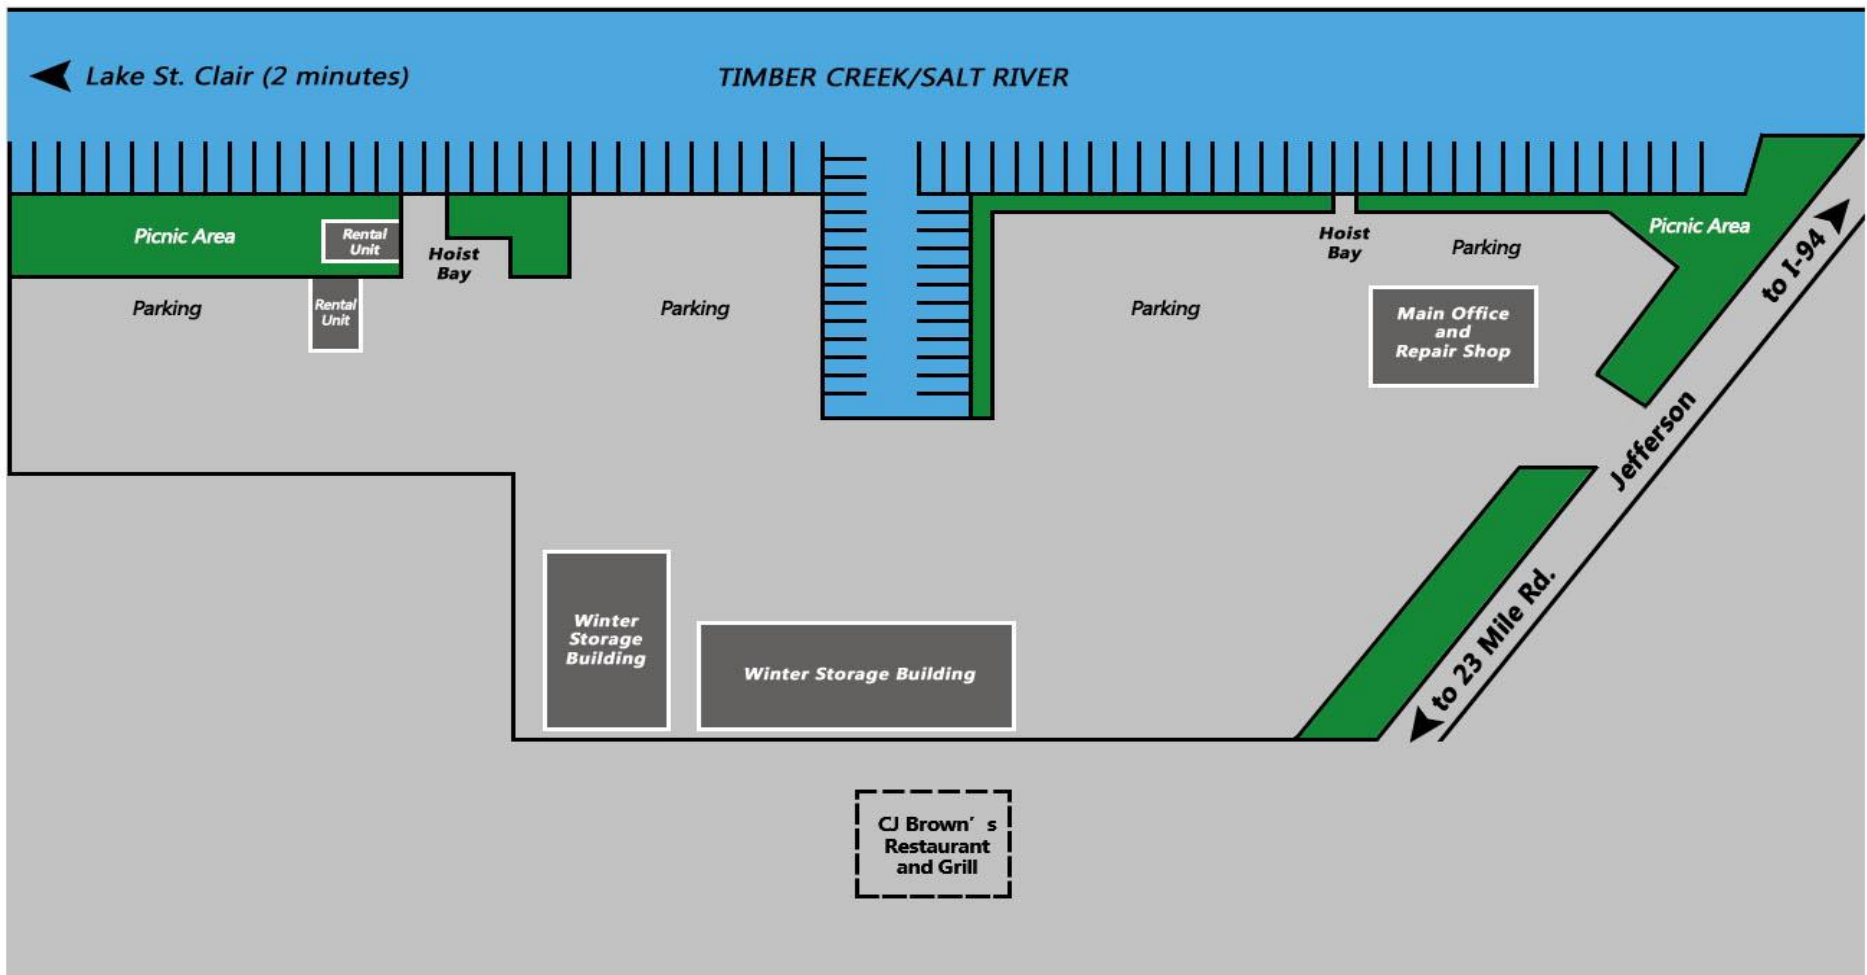 Lake St. Clair (2 minutes)
TIMBER CREEK/SALT RIVER
Picnic Area
Rental
Unit
Hoist
Bay
Hoist
Bay
Parking
Picnic Area
to I-94
Parking
Rental
Unit
Parking
Parking
Main Office
and
Repair Shop
Jefferson
to 23 Mile Rd.
Winter
Storage
Building
Winter Storage Building
CJ Brown' s
Restaurant
and Grill